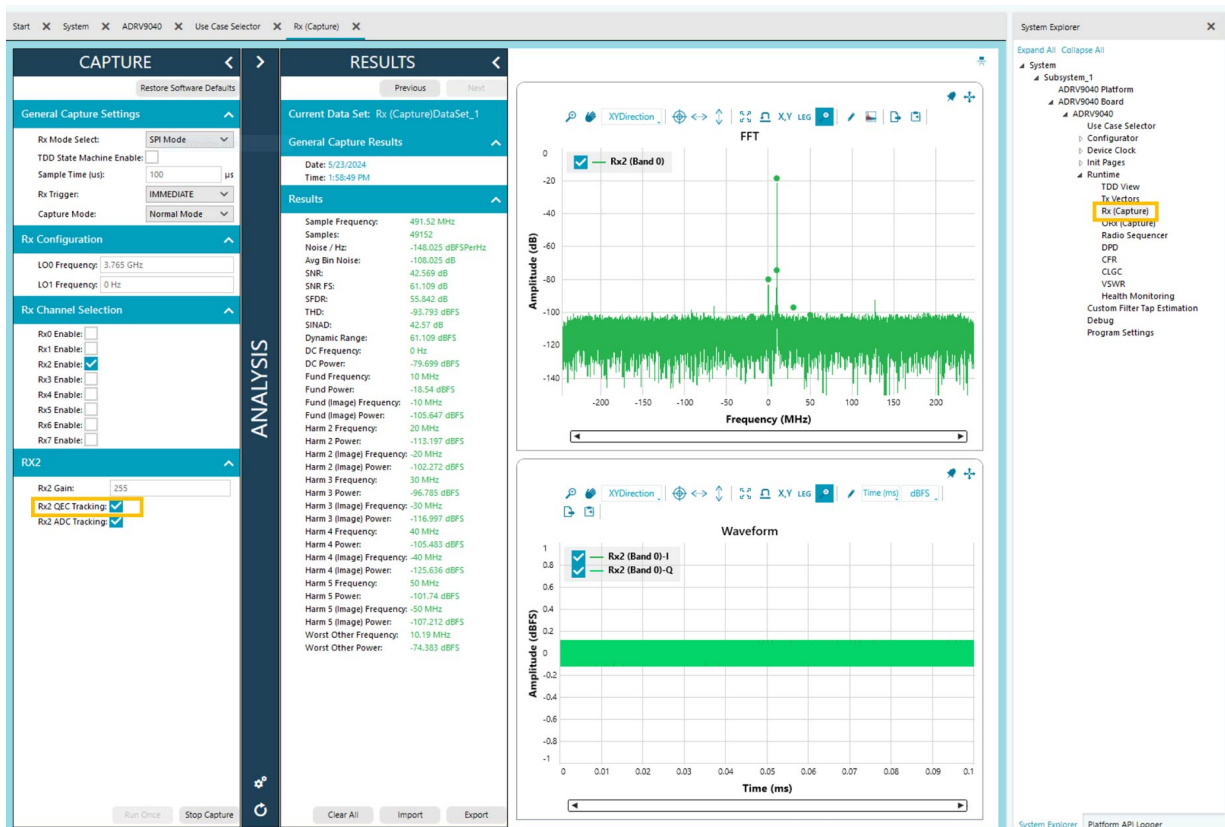 Start System ADRV9040 Use Case Selector Rx (Capture)
CAPTURE
Restore Software Defaults
General Capture Settings
Rx Mode Select: SPI Mode
TDD State Machine Enable:
Sample Time (us): 100 µs
Rx Trigger: IMMEDIATE
Capture Mode: Normal Mode
Rx Configuration
LO0 Frequency: 3.765 GHz
LO1 Frequency: 0 Hz
Rx Channel Selection
Rx0 Enable:
Rx1 Enable:
Rx2 Enable:
Rx3 Enable:
Rx4 Enable:
Rx5 Enable:
Rx6 Enable:
Rx7 Enable:
RX2
Rx2 Gain: 255
Rx2 QEC Tracking:
Rx2 ADC Tracking:
Run Once Stop Capture
ANALYSIS
RESULTS
Previous Next
Current Data Set: Rx (Capture)DataSet_1
General Capture Results
Date: 5/23/2024
Time: 1:58:49 PM
Results
Sample Frequency: 491.52 MHz
Samples: 49152
Noise / Hz: -148.025 dBFSPerHz
Avg Bin Noise: -108.025 dB
SNR: 42.569 dB
SNR FS: 61.109 dB
SFDR: 55.842 dB
THD: -93.793 dBFS
SINAD: 42.57 dB
Dynamic Range: 61.109 dBFS
DC Frequency: 0 Hz
DC Power: -79.699 dBFS
Fund Frequency: 10 MHz
Fund Power: -18.54 dBFS
Fund (Image) Frequency: -10 MHz
Fund (Image) Power: -105.647 dBFS
Harm 2 Frequency: 20 MHz
Harm 2 Power: -113.197 dBFS
Harm 2 (Image) Frequency: -20 MHz
Harm 2 (Image) Power: -102.272 dBFS
Harm 3 Frequency: 30 MHz
Harm 3 Power: -96.785 dBFS
Harm 3 (Image) Frequency: -30 MHz
Harm 3 (Image) Power: -116.997 dBFS
Harm 4 Frequency: 40 MHz
Harm 4 Power: -105.483 dBFS
Harm 4 (Image) Frequency: -40 MHz
Harm 4 (Image) Power: -125.636 dBFS
Harm 5 Frequency: 50 MHz
Harm 5 Power: -101.74 dBFS
Harm 5 (Image) Frequency: -50 MHz
Harm 5 (Image) Power: -107.212 dBFS
Worst Other Frequency: 10.19 MHz
Worst Other Power: -74.383 dBFS
Clear All Import Export
XYDirection X,Y LEG
FFT
Rx2 (Band 0)
Amplitude (dB)
0
-20
-40
-60
-80
-100
-120
-140
-200 -150 -100 -50 0 50 100 150 200
Frequency (MHz)
XYDirection X,Y LEG Time (ms) dBFS
Waveform
Rx2 (Band 0)-I
Rx2 (Band 0)-Q
Amplitude (dBFS)
1
0.8
0.6
0.4
0.2
0
-0.2
-0.4
-0.6
-0.8
-1
0 0.01 0.02 0.03 0.04 0.05 0.06 0.07 0.08 0.09 0.1
Time (ms)
System Explorer
Expand All Collapse All
System
Subsystem_1
ADRV9040 Platform
ADRV9040 Board
ADRV9040
Use Case Selector
Configurator
Device Clock
Init Pages
Runtime
TDD View
Tx Vectors
Rx (Capture)
ORx (Capture)
Radio Sequencer
DPD
CFR
CLGC
VSWR
Health Monitoring
Custom Filter Tap Estimation
Debug
Program Settings
System Explorer Platform API Logger